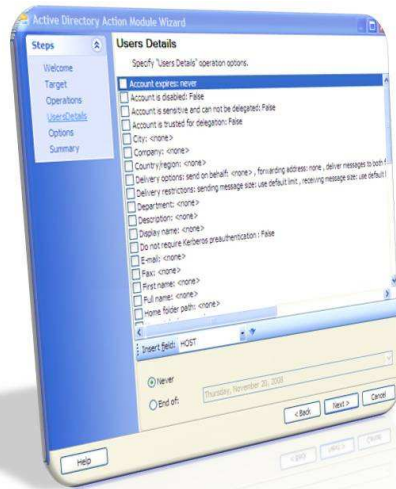 Active Directory Action Module Wizard
Steps
Welcome
Target
Operations
UsersDetails
Options
Summary
Users Details
Specify "Users Details" operation options.
Account expires: never
Account is disabled: False
Account is sensitive and can not be delegated: False
Account is trusted for delegation: False
City: <none>
Company: <none>
Country/region: <none>
Delivery options: send on behalf: <none> , forwarding address: none , deliver messages to both f
Delivery restrictions: sending message size: use default limit , receiving message size: use default l
Department: <none>
Description: <none>
Display name: <none>
Do not require Kerberos preauthentication : False
E-mail: <none>
Fax: <none>
First name: <none>
Full name: <none>
Home folder path: <none>
Insert field: HOST
Never
End of:
Thursday, November 20, 2008
< Back
Next >
Cancel
Help